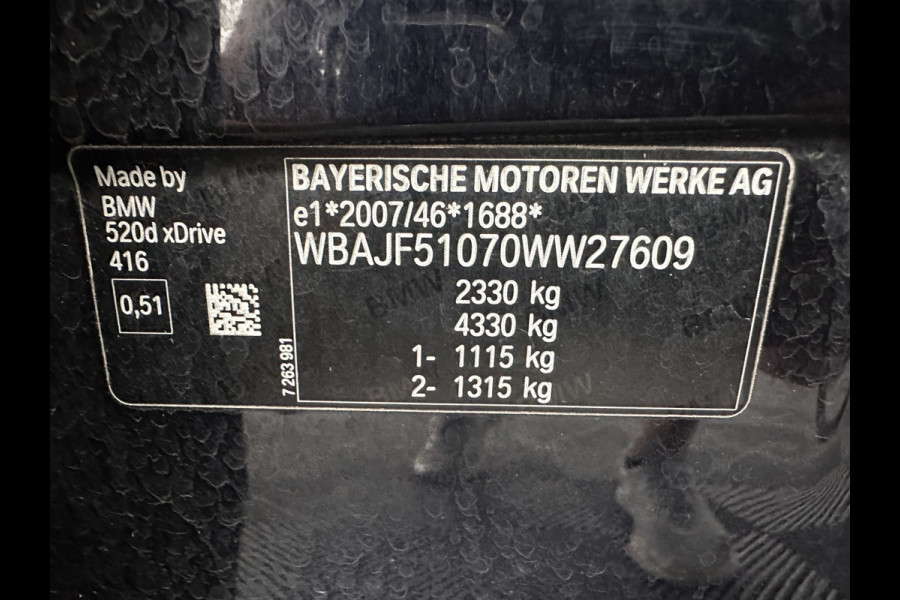 Made by
BMW
520d xDrive
416
0,51
7 263 981
BAYERISCHE MOTOREN WERKE AG
e1*2007/46*1688*
WBAJF51070WW27609
2330 kg
4330 kg
1- 1115 kg
2- 1315 kg